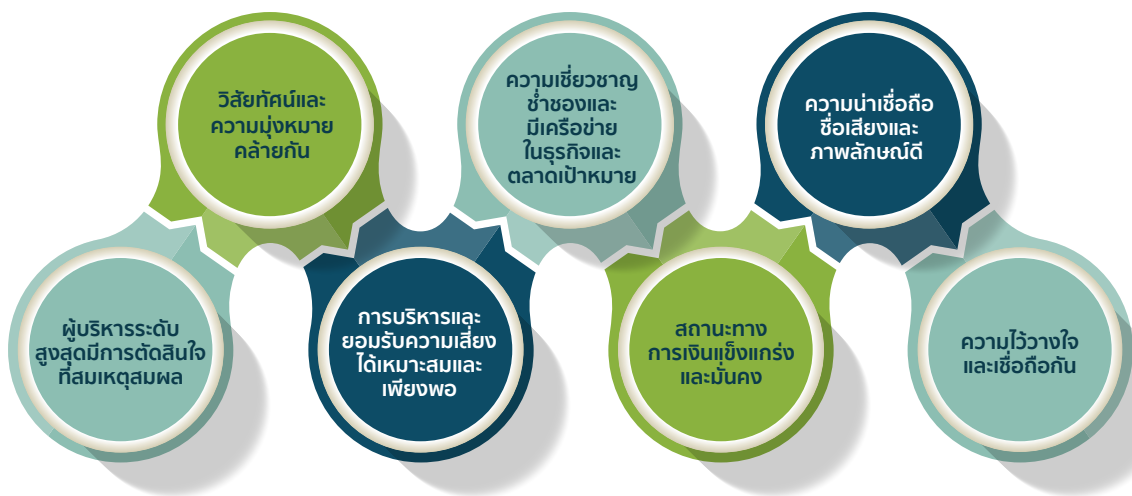 ผู้บริหารระดับ
สูงสุดมีการตัดสินใจ
ที่สมเหตุสมผล
วิสัยทัศน์และ
ความมุ่งหมาย
คล้ายกัน
การบริหารและ
ยอมรับความเสี่ยง
ได้เหมาะสมและ
เพียงพอ
ความเชี่ยวชาญ
ช่ำชองและ
มีเครือข่าย
ในธุรกิจและ
ตลาดเป้าหมาย
สถานะทาง
การเงินแข็งแกร่ง
และมั่นคง
ความน่าเชื่อถือ
ชื่อเสียงและ
ภาพลักษณ์ดี
ความไว้วางใจ
และเชื่อถือกัน